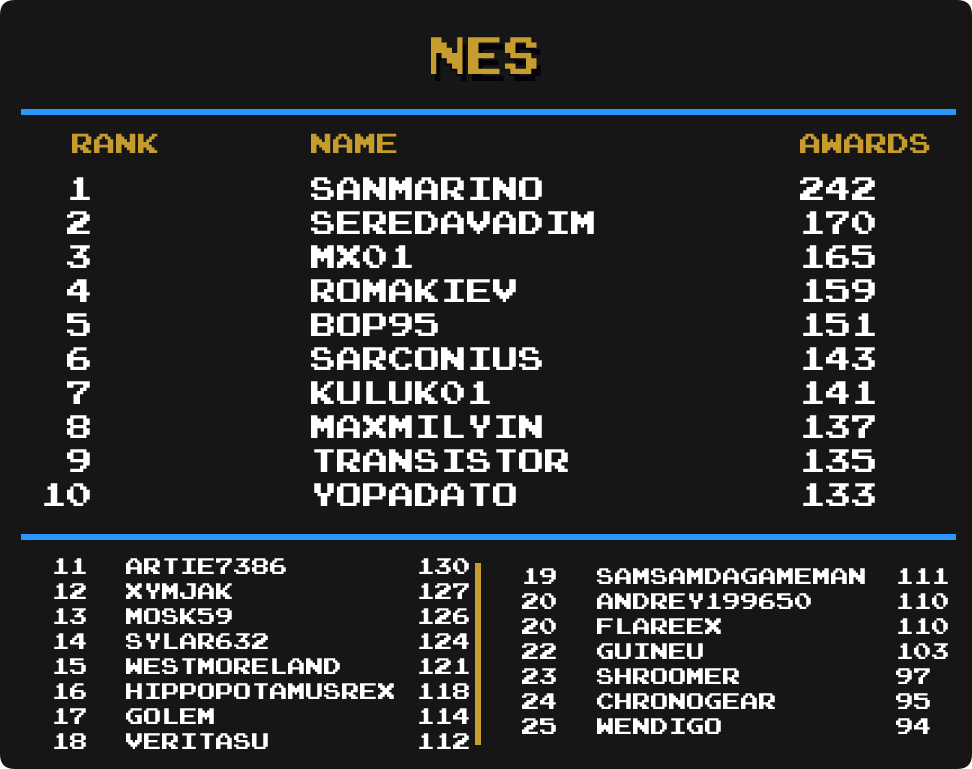 NES
RANK NAME AWARDS
1 SANMARINO 242
2 SEREDAVADIM 170
3 MX01 165
4 ROMAKIEV 159
5 BOP95 151
6 SARCONIUS 143
7 KULUK01 141
8 MAXMILYIN 137
9 TRANSISTOR 135
10 YOPADATO 133
11 ARTIE7386 130
12 XYMJAK 127
13 MOSK59 126
14 SYLAR632 124
15 WESTMORELAND 121
16 HIPPOPOTAMUSREX 118
17 GOLEM 114
18 VERITASU 112
19 SAMSAMDAGAMEMAN 111
20 ANDREY199650 110
20 FLAREEX 110
22 GUINEU 103
23 SHROOMER 97
24 CHRONOGEAR 95
25 WENDIGO 94